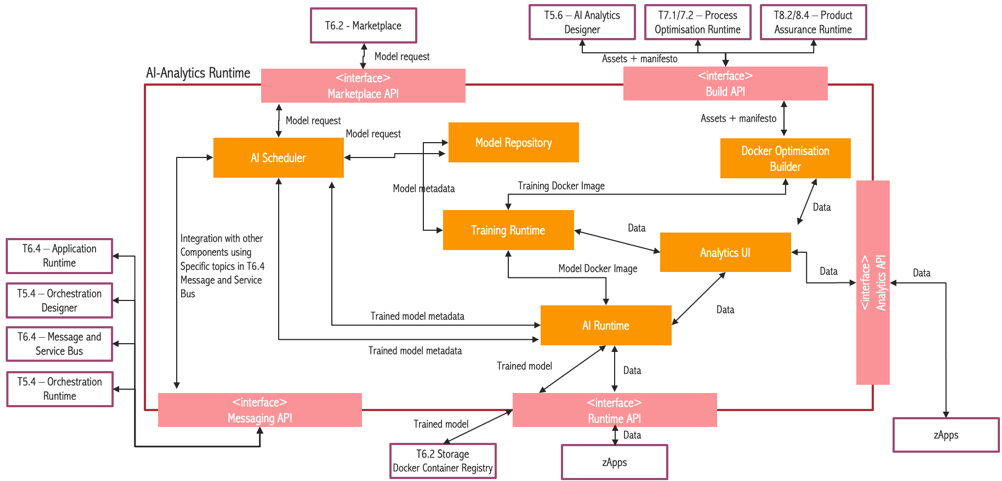 T6.2 - Marketplace
T5.6 – AI Analytics
Designer
T7.1/7.2 – Process
Optimisation Runtime
T8.2/8.4 – Product
Assurance Runtime
Model request
Assets + manifesto
AI-Analytics Runtime
<interface>
Marketplace API
<interface>
Build API
Model request
Model request
Assets + manifesto
AI Scheduler
Model Repository
Docker Optimisation
Builder
Model metadata
Training Docker Image
Data
Training Runtime
Data
Analytics UI
Data
<interface>
Analytics API
Data
Integration with other
Components using
Specific topics in T6.4
Message and Service
Bus
T6.4 – Application
Runtime
T5.4 – Orchestration
Designer
T6.4 – Message and
Service Bus
T5.4 – Orchestration
Runtime
Model Docker Image
Data
Trained model metadata
AI Runtime
Trained model metadata
Trained model
Data
<interface>
Messaging API
<interface>
Runtime API
Trained model
Data
T6.2 Storage
Docker Container Registry
zApps
zApps